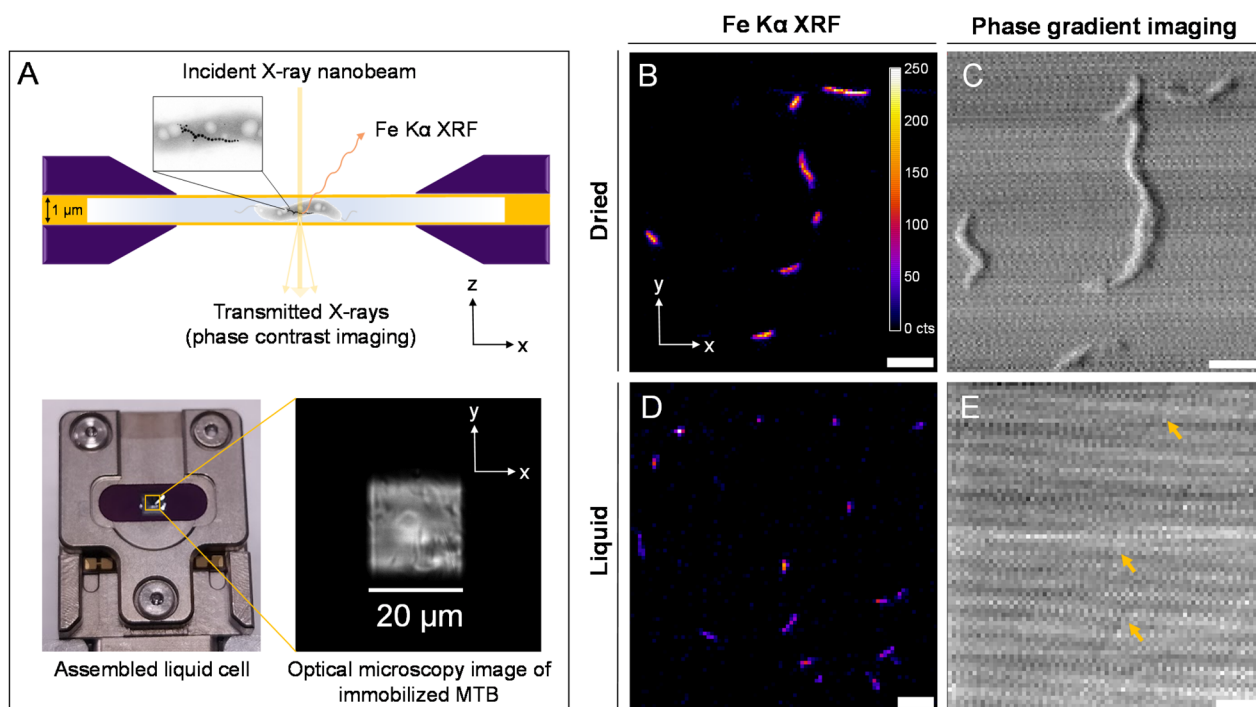 A
Incident X-ray nanobeam
Fe Kα XRF
1 µm
Transmitted X-rays
(phase contrast imaging)
z
x
Assembled liquid cell
y
x
20 µm
Optical microscopy image of
immobilized MTB
Fe Kα XRF
Phase gradient imaging
Dried
B
250
200
150
100
50
0 cts
y
x
C
Liquid
D
E